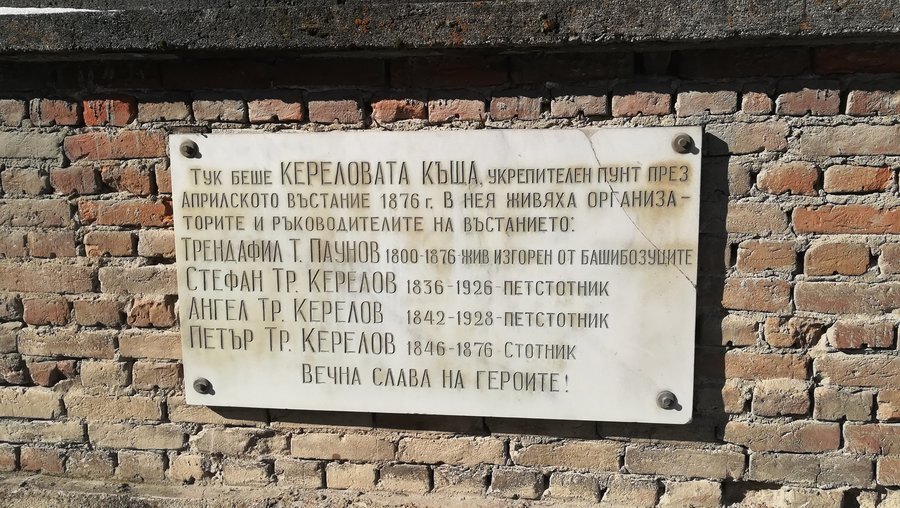 Тук беше КЕРЕЛОВАТА КЪЩА, укрепителен пунт през
Априлското въстание 1876 г. В нея живяха организа-
торите и ръководителите на въстанието:
Трендафил Т. Паунов 1800-1876-жив изгорен от башибозуците
Стефан Тр. Керелов 1836-1926-петстотник
Ангел Тр. Керелов 1842-1928-петстотник
Петър Тр. Керелов 1846-1876 Стотник
Вечна слава на героите!